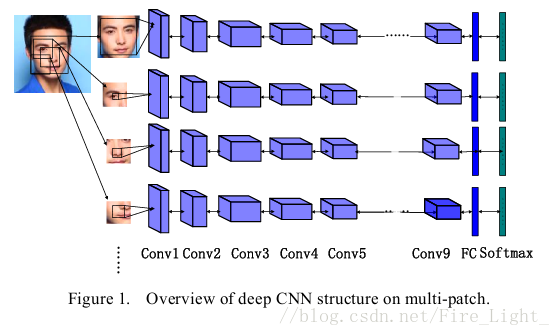 Conv1 Conv2 Conv3 Conv4 Conv5 Conv9 FC Softmax
Figure 1. Overview of deep CNN structure on multi-patch.
//blog.csdn.net/Fire_Light_